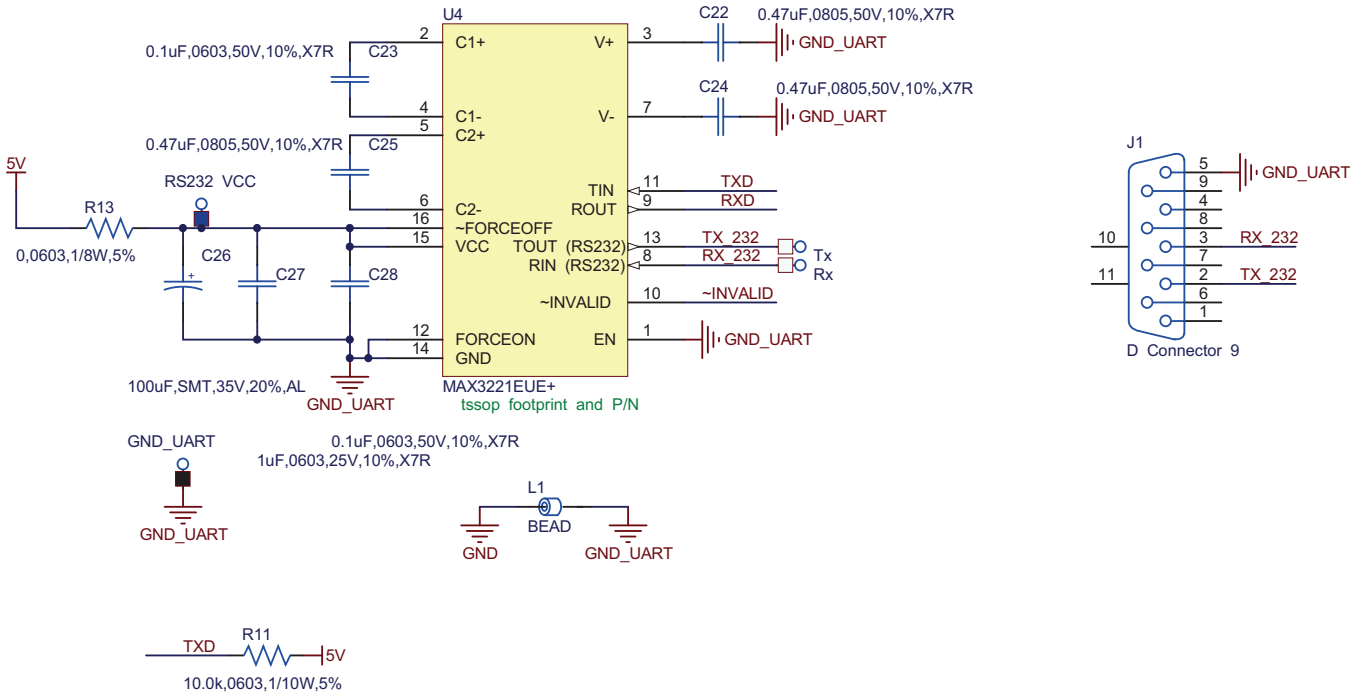 U4
C22
0.47uF,0805,50V,10%,X7R
2
C1+
V+
3
GND_UART
0.1uF,0603,50V,10%,X7R
C23
C24
0.47uF,0805,50V,10%,X7R
4
C1-
V-
7
GND_UART
5
C2+
0.47uF,0805,50V,10%,X7R
C25
J1
5V
RS232 VCC
5
GND_UART
9
TIN
11
TXD
R13
6
C2-
ROUT
9
RXD
4
16
~FORCEOFF
8
0,0603,1/8W,5%
C26
15
VCC
TOUT (RS232)
13
TX_232
Tx
10
3
RX_232
RIN (RS232)
8
RX_232
Rx
7
+
C27
C28
11
2
TX_232
~INVALID
10
~INVALID
6
12
FORCEON
EN
1
GND_UART
1
14
GND
D Connector 9
100uF,SMT,35V,20%,AL
MAX3221EUE+
GND_UART
tssop footprint and P/N
GND_UART
0.1uF,0603,50V,10%,X7R
1uF,0603,25V,10%,X7R
L1
BEAD
GND_UART
GND
GND_UART
TXD
R11
5V
10.0k,0603,1/10W,5%